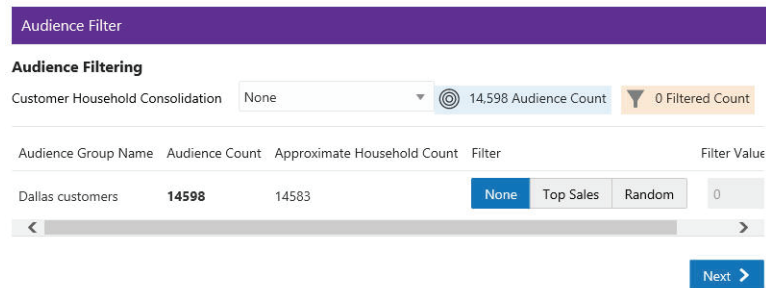 Audience Filter
Audience Filtering
Customer Household Consolidation None 14,598 Audience Count 0 Filtered Count
Audience Group Name Audience Count Approximate Household Count Filter Filter Value
Dallas customers 14598 14583 None Top Sales Random 0
Next